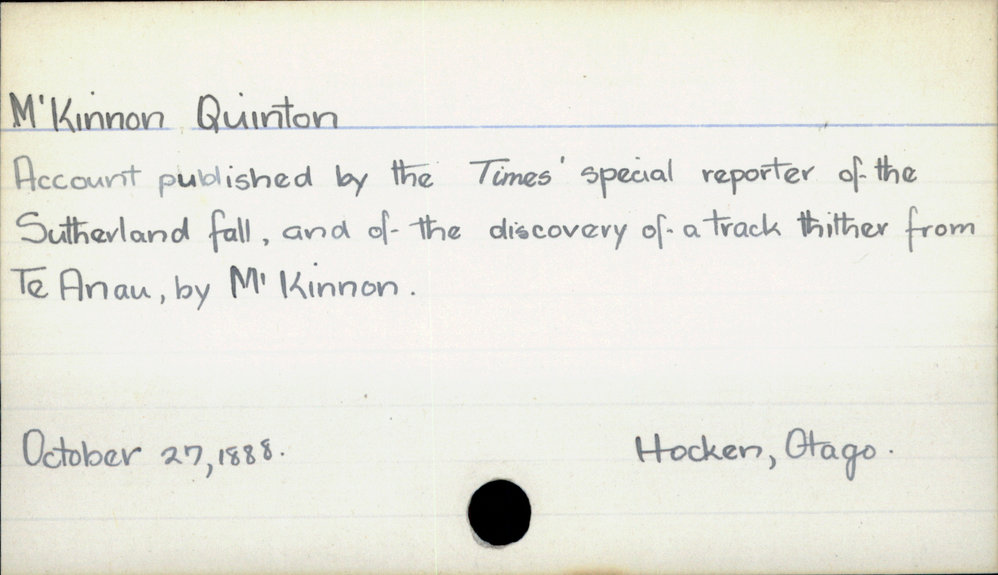 M'Kinnon Quinton
Account published by the Times' special reporter of the
Sutherland fall, and of the discovery of a track thither from
Te Anau, by M' Kinnon.
October 27, 1888.
Hocken, Otago.